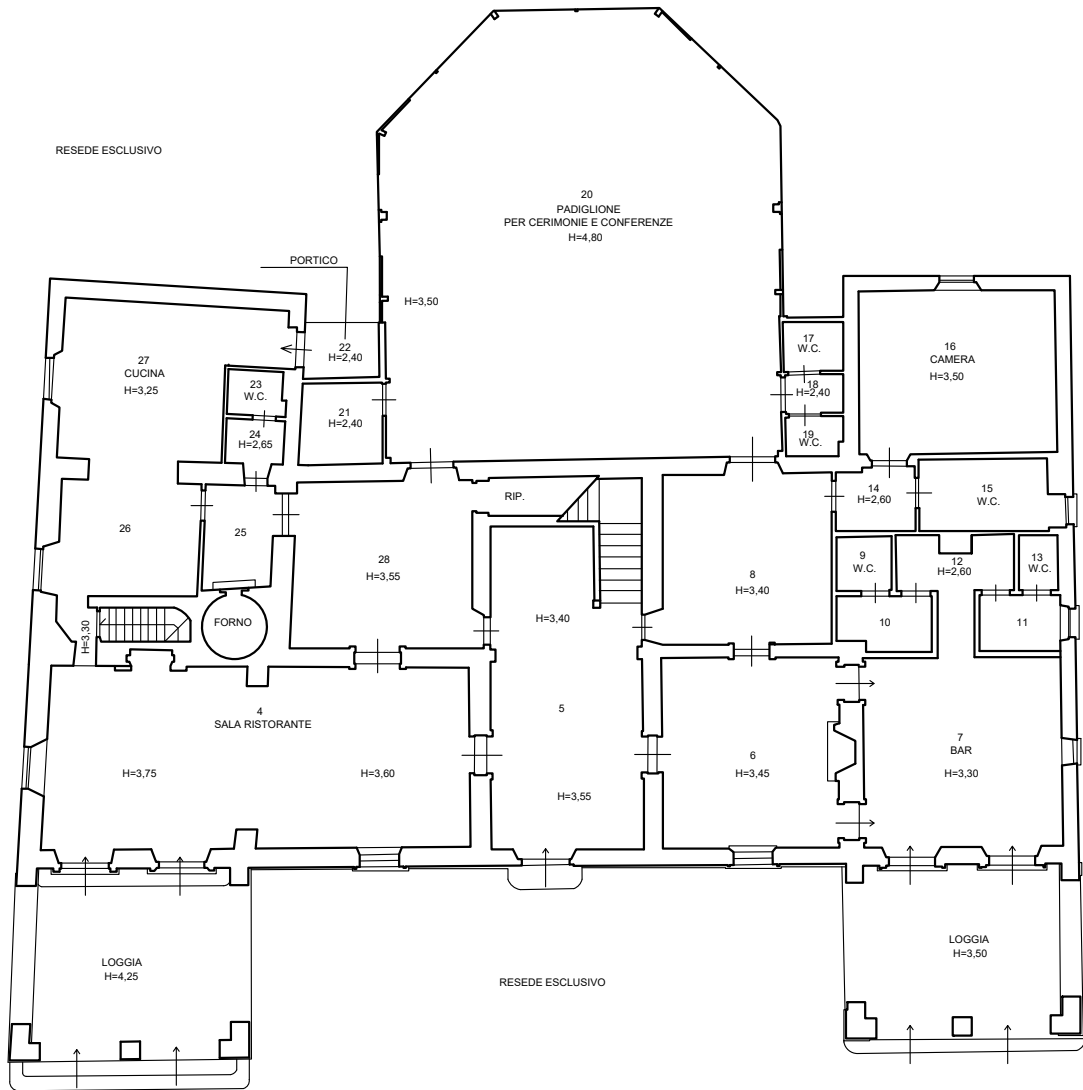 RESEDE ESCLUSIVO
20
PADIGLIONE
PER CERIMONIE E CONFERENZE
H=4,80
PORTICO
H=3,50
27
CUCINA
H=3,25
22
H=2,40
23
W.C.
24
H=2,65
21
H=2,40
17
W.C.
18
H=2,40
19
W.C.
16
CAMERA
H=3,50
14
H=2,60
15
W.C.
RIP.
26
25
28
H=3,55
H=3,40
8
H=3,40
9
W.C.
12
H=2,60
13
W.C.
10
11
FORNO
H=3,30
4
SALA RISTORANTE
H=3,75
H=3,60
5
H=3,55
6
H=3,45
7
BAR
H=3,30
LOGGIA
H=4,25
RESEDE ESCLUSIVO
LOGGIA
H=3,50